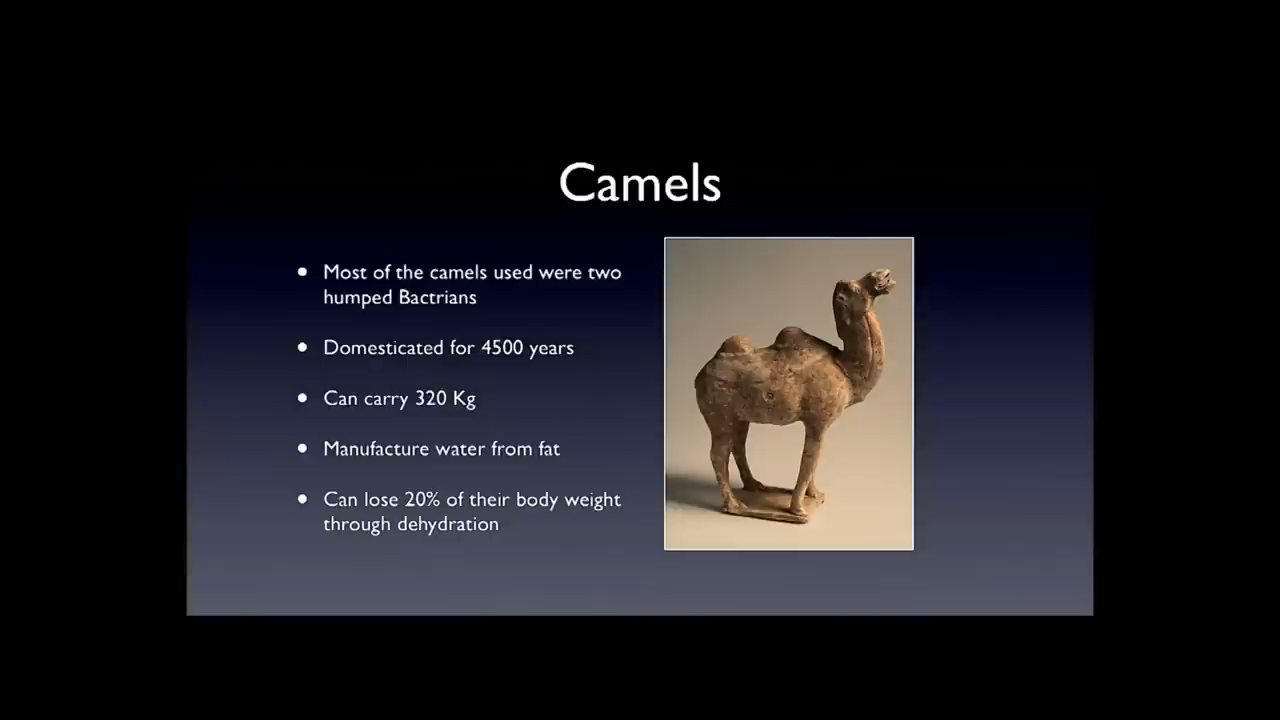 Camels
Most of the camels used were two
humped Bactrians
Domesticated for 4500 years
Can carry 320 Kg
Manufacture water from fat
Can lose 20% of their body weight
through dehydration